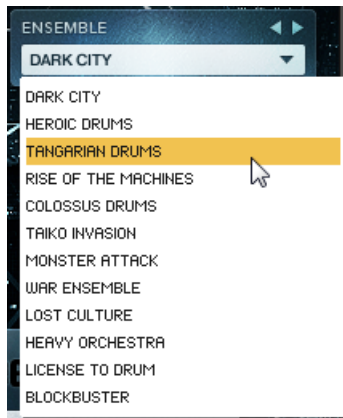 ENSEMBLE
DARK CITY
DARK CITY
HEROIC DRUMS
TANGARIAN DRUMS
RISE OF THE MACHINES
COLOSSUS DRUMS
TAIKO INVASION
MONSTER ATTACK
WAR ENSEMBLE
LOST CULTURE
HEAVY ORCHESTRA
LICENSE TO DRUM
BLOCKBUSTER